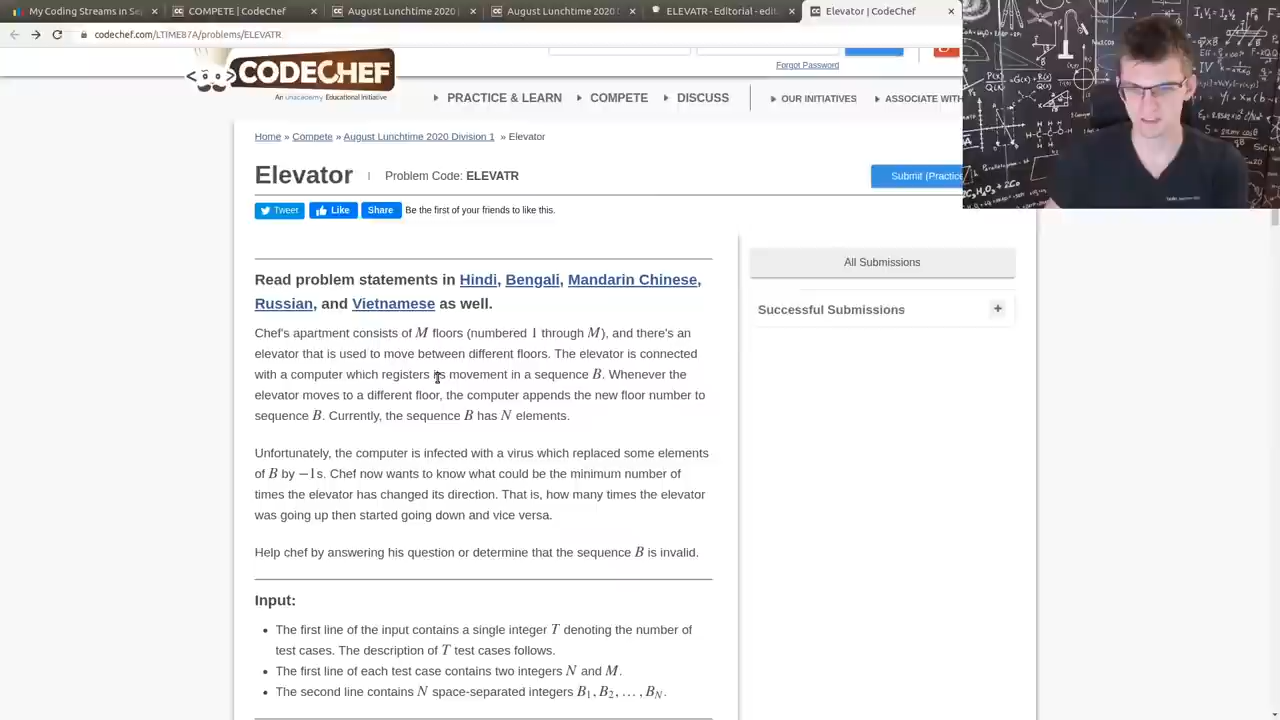 My Coding Streams in Se
COMPETE | CodeChef
August Lunchtime 2020
August Lunchtime 2020
ELEVATR - Editorial - edit
Elevator | CodeChef
codechef.com/LTIME87A/problems/ELEVATR
Forgot Password
CODECHEF
An unacademy Educational Initiative
PRACTICE & LEARN
COMPETE
DISCUSS
OUR INITIATIVES
ASSOCIATE WITH
Home » Compete » August Lunchtime 2020 Division 1 » Elevator
Elevator
Problem Code: ELEVATR
Submit (Practice
Tweet
Like
Share
Be the first of your friends to like this.
All Submissions
Successful Submissions
+
Read problem statements in Hindi, Bengali, Mandarin Chinese,
Russian, and Vietnamese as well.
Chef's apartment consists of M floors (numbered 1 through M), and there's an
elevator that is used to move between different floors. The elevator is connected
with a computer which registers its movement in a sequence B. Whenever the
elevator moves to a different floor, the computer appends the new floor number to
sequence B. Currently, the sequence B has N elements.
Unfortunately, the computer is infected with a virus which replaced some elements
of B by −1s. Chef now wants to know what could be the minimum number of
times the elevator has changed its direction. That is, how many times the elevator
was going up then started going down and vice versa.
Help chef by answering his question or determine that the sequence B is invalid.
Input:
• The first line of the input contains a single integer T denoting the number of
test cases. The description of T test cases follows.
• The first line of each test case contains two integers N and M.
• The second line contains N space-separated integers B1, B2, …, BN.